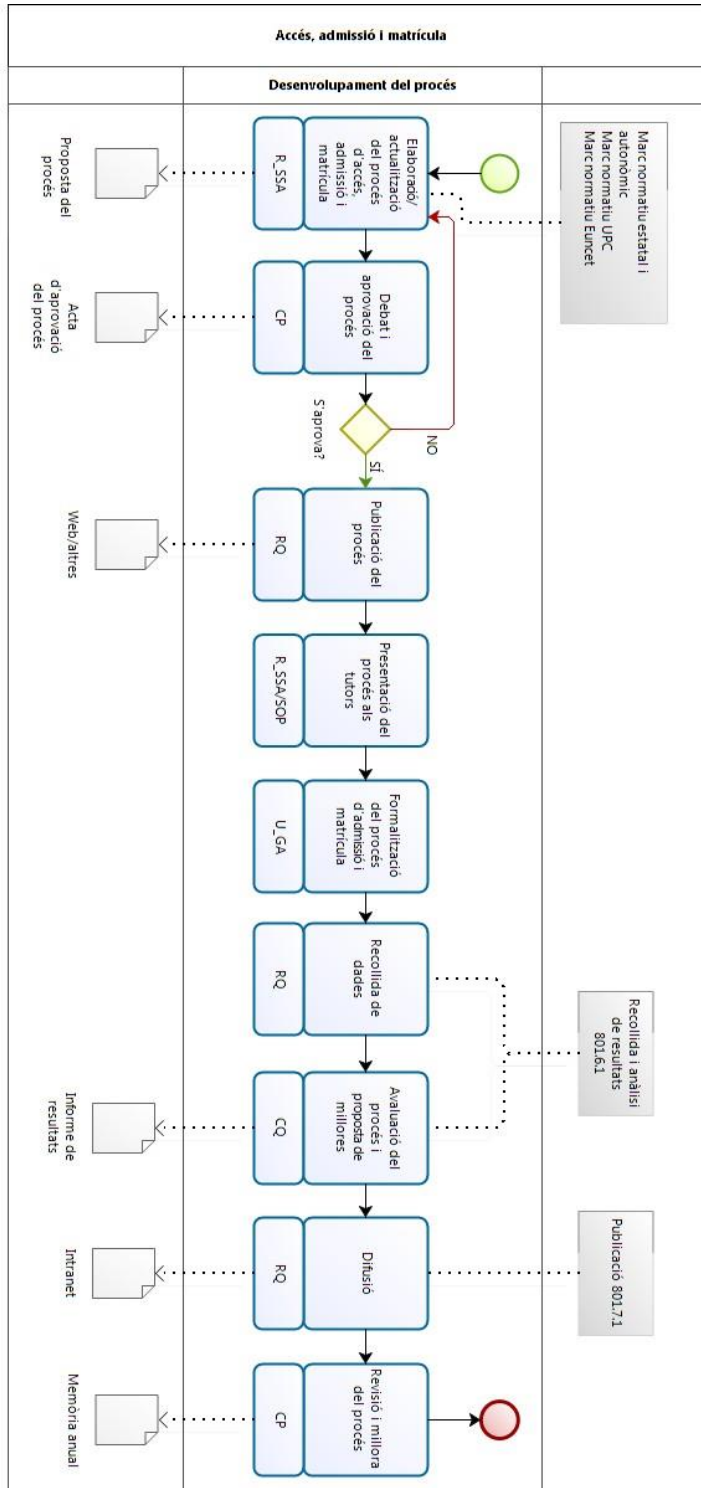 Accés, admissió i matrícula
Desenvolupament del procés
Marc normatiu estatal i
autonòmic
Marc normatiu UPC
Marc normatiu Euncet
Elaboració/
actualització
del procés
d'accés,
admissió i
matrícula
R_SSA
Proposta del
procés
Debat i
aprovació del
procés
CP
Acta
d'aprovació
del procés
S'aprova?
NO
SÍ
Publicació del
procés
RQ
Web/altres
Presentació del
procés als
tutors
R_SSA/SOP
Formalització
del procés
d'admissió i
matrícula
U_GA
Recollida de
dades
RQ
Recollida i anàlisi
de resultats
801.6.1
Avaluació del
procés i
proposta de
millores
CQ
Informe de
resultats
Publicació 801.7.1
Difusió
RQ
Intranet
Revisió i millora
del procés
CP
Memòria anual